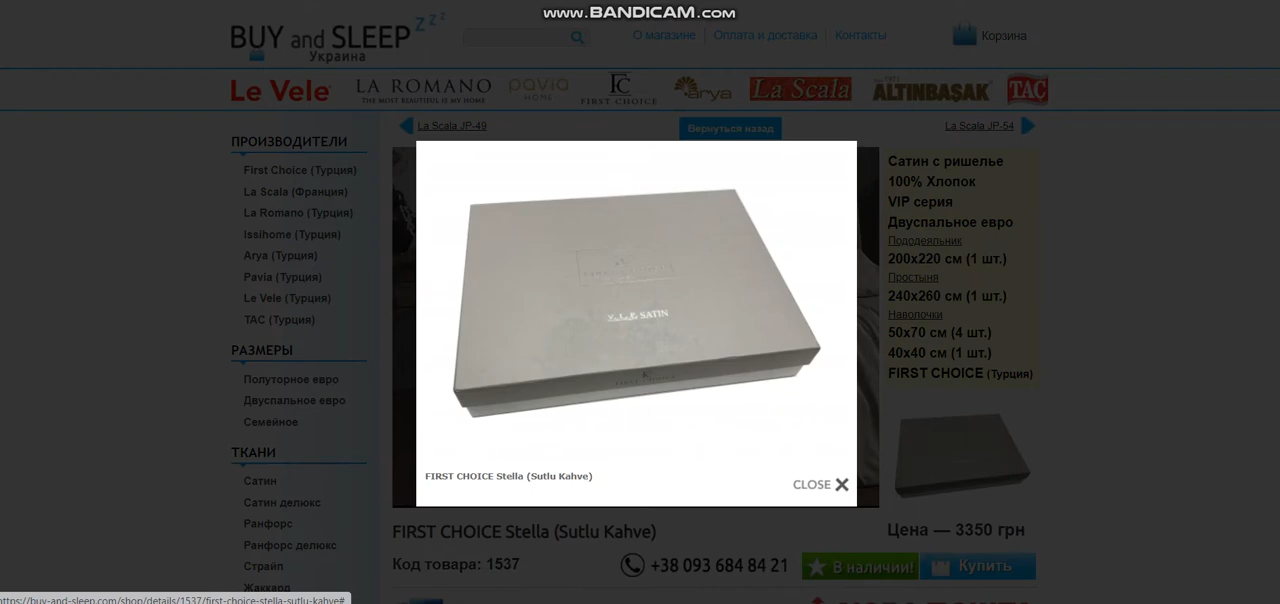 www.BANDICAM.com
BUY and SLEEP zzz
Украина
О магазине
Оплата и доставка
Контакты
Корзина
Le Vele
LA ROMANO
THE MOST BEAUTIFUL IS MY HOME
pavia
HOME
FC
FIRST CHOICE
arya
La Scala
ALTINBAŞAK
TAC
La Scala JP-49
Вернуться назад
La Scala JP-54
ПРОИЗВОДИТЕЛИ
First Choice (Турция)
La Scala (Франция)
La Romano (Турция)
Issihome (Турция)
Arya (Турция)
Pavia (Турция)
Le Vele (Турция)
TAC (Турция)
РАЗМЕРЫ
Полуторное евро
Двуспальное евро
Семейное
ТКАНИ
Сатин
Сатин делюкс
Ранфорс
Ранфорс делюкс
Страйп
Жаккард
V.I.P. SATIN
FIRST CHOICE
FIRST CHOICE Stella (Sutlu Kahve)
CLOSE
Сатин с ришелье
100% Хлопок
VIP серия
Двуспальное евро
Пододеяльник
200х220 см (1 шт.)
Простыня
240х260 см (1 шт.)
Наволочки
50х70 см (4 шт.)
40х40 см (1 шт.)
FIRST CHOICE (Турция)
FIRST CHOICE Stella (Sutlu Kahve)
Цена — 3350 грн
Код товара: 1537
+38 093 684 84 21
В наличии!
Купить
https://buy-and-sleep.com/shop/details/1537/first-choice-stella-sutlu-kahve#